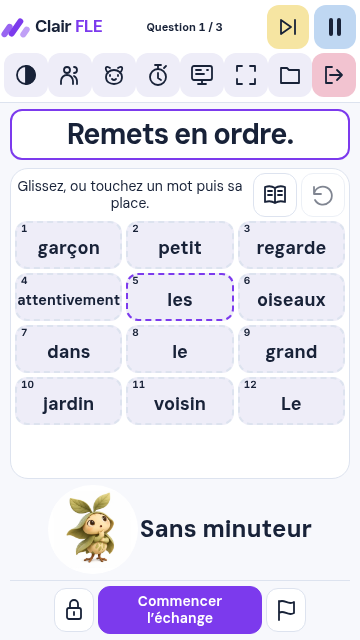 Clair FLE
Question 1 / 3
Remets en ordre.
Glissez, ou touchez un mot puis sa
place.
1 garçon
2 petit
3 regarde
4 attentivement
5 les
6 oiseaux
7 dans
8 le
9 grand
10 jardin
11 voisin
12 Le
Sans minuteur
Commencer
l’échange